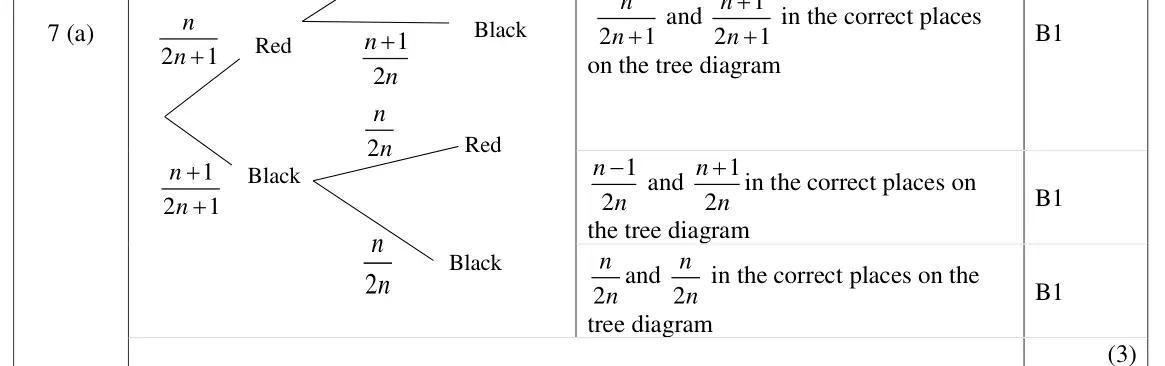 7 (a)
n/(2n+1)
Red
Black
(n+1)/2n
n/2n
Red
(n+1)/(2n+1)
Black
n/2n
Black
n/(2n+1) and (n+1)/(2n+1) in the correct places
on the tree diagram
B1
(n−1)/2n and (n+1)/2n in the correct places on
the tree diagram
B1
n/2n and n/2n in the correct places on the
tree diagram
B1
(3)